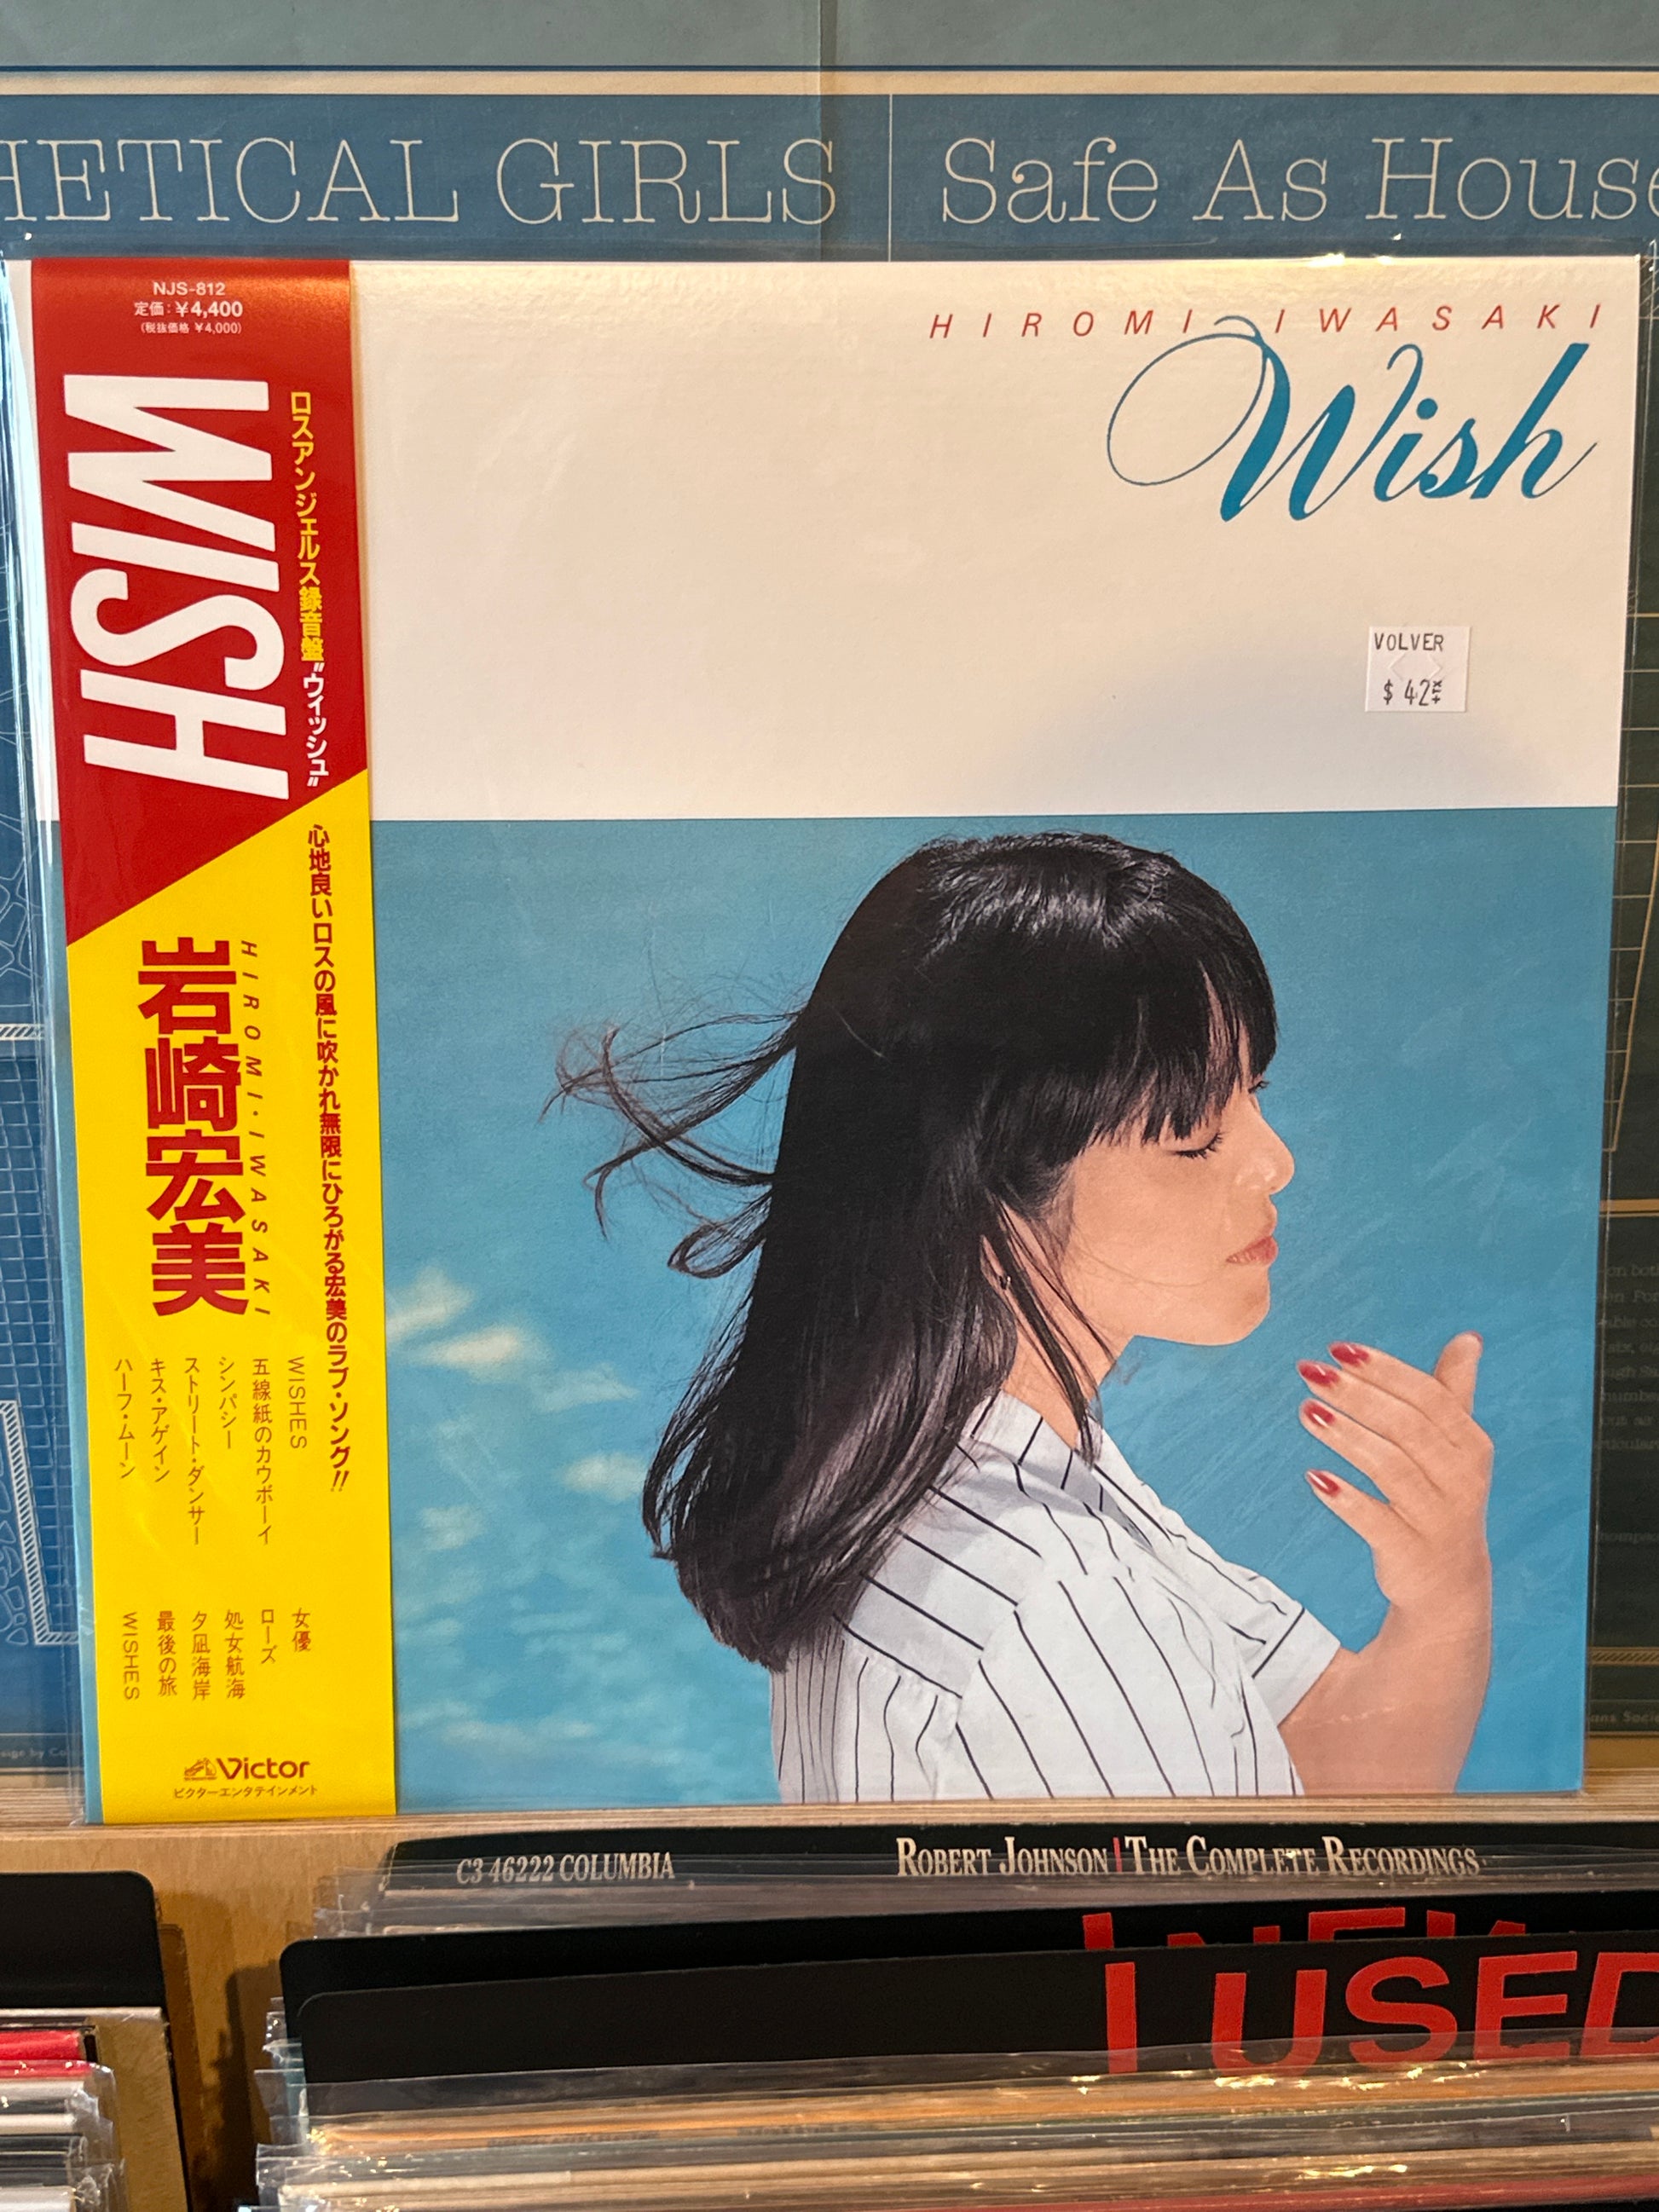 HETICAL GIRLS
Safe As House
NJS-812
定価：￥4,400
(税抜価格 ￥4,000)
WISH
ロスアンジェルス録音盤“ウィッシュ”
心地良いロスの風に吹かれ無限にひろがる宏美のラブ・ソング!!
岩崎宏美
HIROMI・IWASAKI
WISHES
五線紙のカウボーイ
シンパシー
ストリート・ダンサー
キス・アゲイン
ハーフ・ムーン
女優
ローズ
処女航海
夕凪海岸
最後の旅
WISHES
Victor
ビクターエンタテインメント
HIROMI IWASAKI
Wish
VOLVER
$ 42
C3 46222 COLUMBIA
ROBERT JOHNSON | THE COMPLETE RECORDINGS
USED